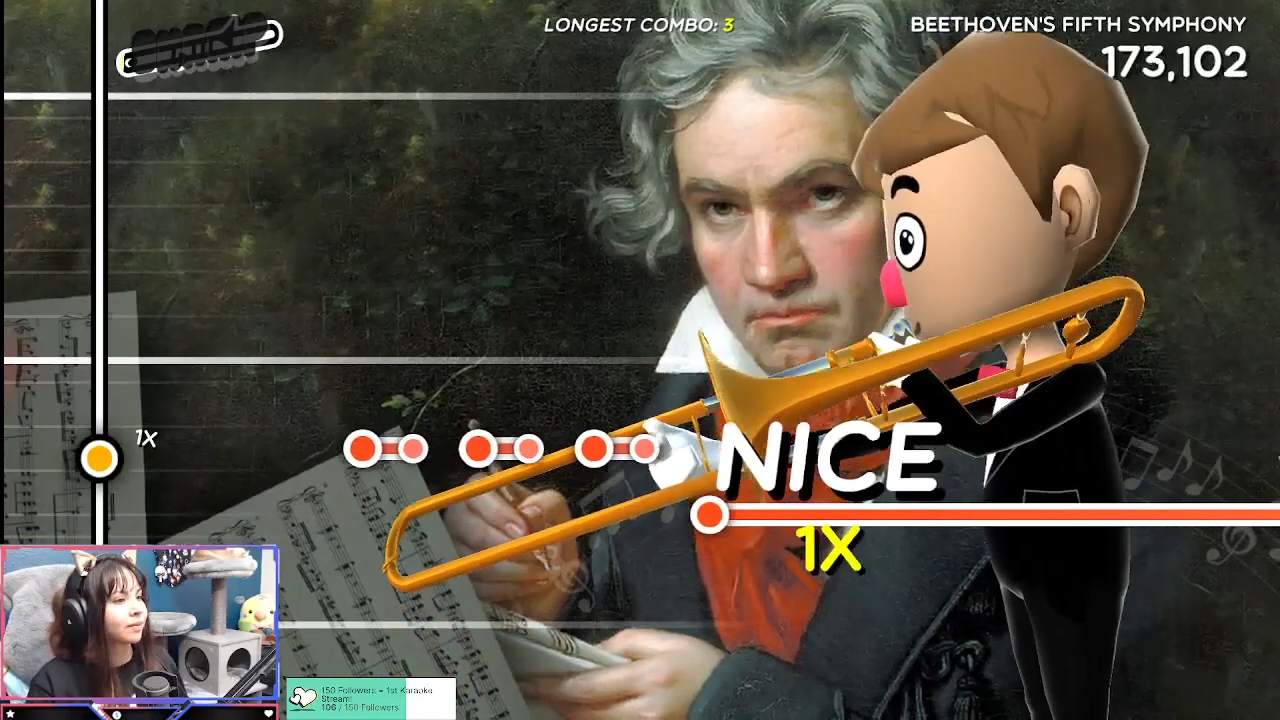 LONGEST COMBO: 3
BEETHOVEN'S FIFTH SYMPHONY
173,102
1X
NICE
1X
150 Followers = 1st Karaoke
Stream!
106 / 150 Followers